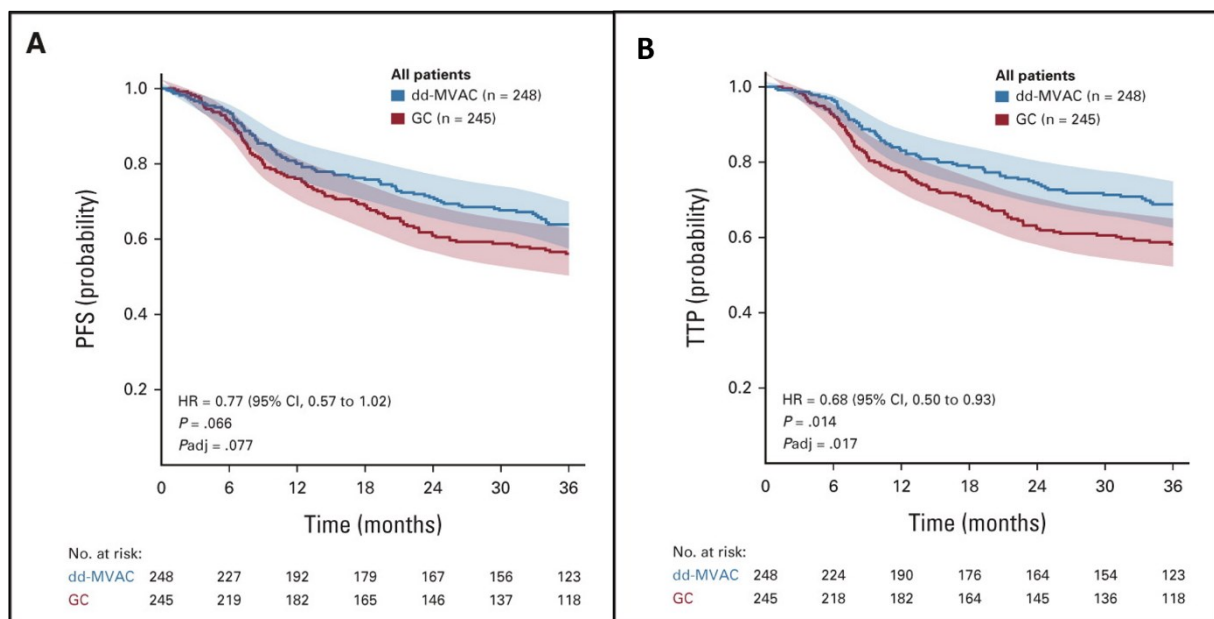 A
All patients
dd-MVAC (n = 248)
GC (n = 245)
PFS (probability)
1.0
0.8
0.6
0.4
0.2
HR = 0.77 (95% CI, 0.57 to 1.02)
P = .066
Padj = .077
0 6 12 18 24 30 36
Time (months)
No. at risk:
dd-MVAC 248 227 192 179 167 156 123
GC 245 219 182 165 146 137 118
B
All patients
dd-MVAC (n = 248)
GC (n = 245)
TTP (probability)
1.0
0.8
0.6
0.4
0.2
HR = 0.68 (95% CI, 0.50 to 0.93)
P = .014
Padj = .017
0 6 12 18 24 30 36
Time (months)
No. at risk:
dd-MVAC 248 224 190 176 164 154 123
GC 245 218 182 164 145 136 118